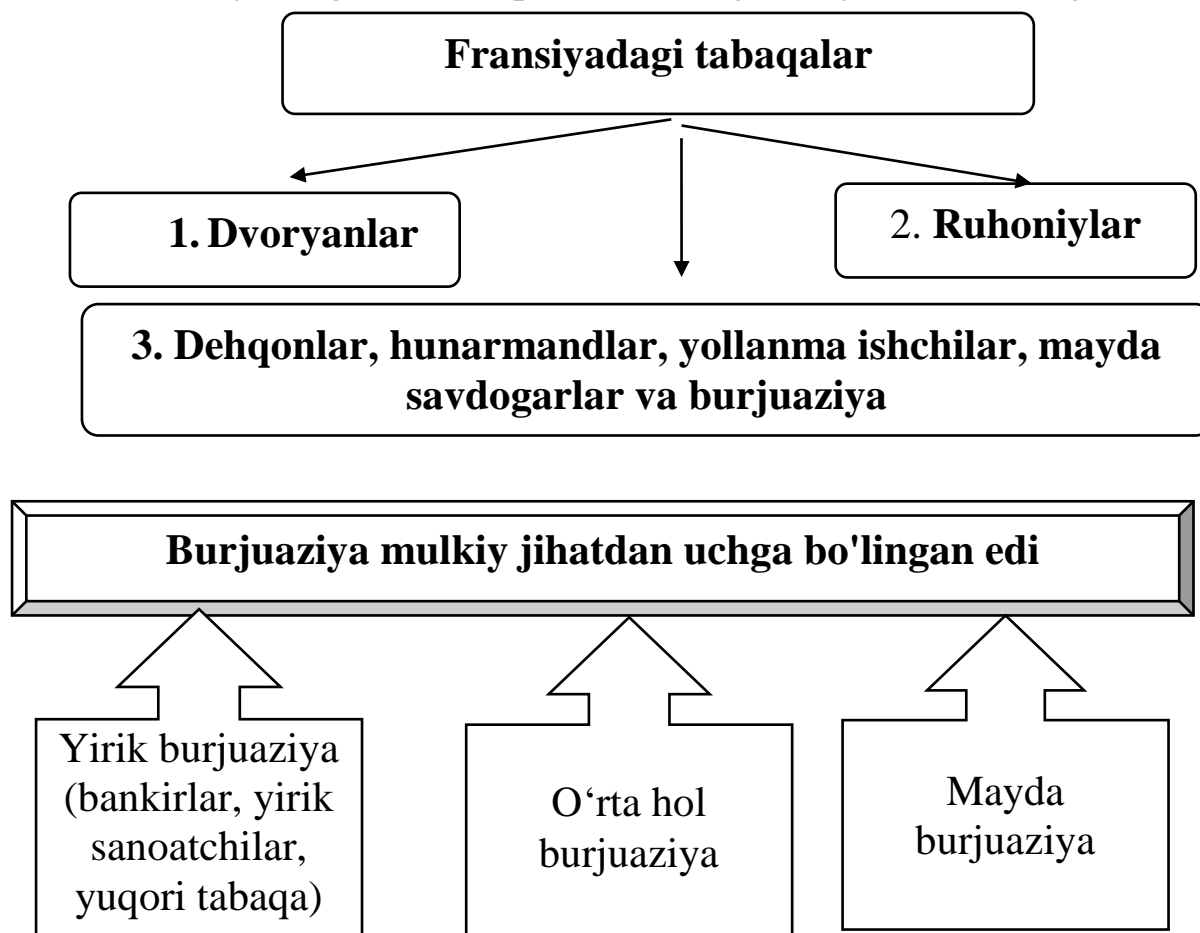 Fransiyadagi tabaqalar
1. Dvoryanlar
2. Ruhoniylar
3. Dehqonlar, hunarmandlar, yollanma ishchilar, mayda
savdogarlar va burjuaziya
Burjuaziya mulkiy jihatdan uchga bo'lingan edi
Yirik burjuaziya
(bankirlar, yirik
sanoatchilar,
yuqori tabaqa)
O‘rta hol
burjuaziya
Mayda
burjuaziya